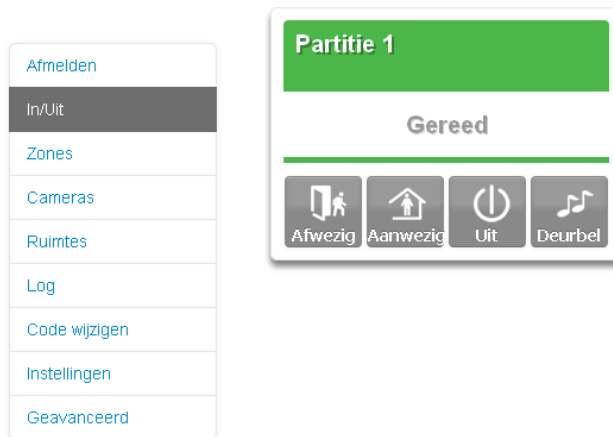 Afmelden
In/Uit
Zones
Cameras
Ruimtes
Log
Code wijzigen
Instellingen
Geavanceerd
Partitie 1
Gereed
Afwezig Aanwezig Uit Deurbel